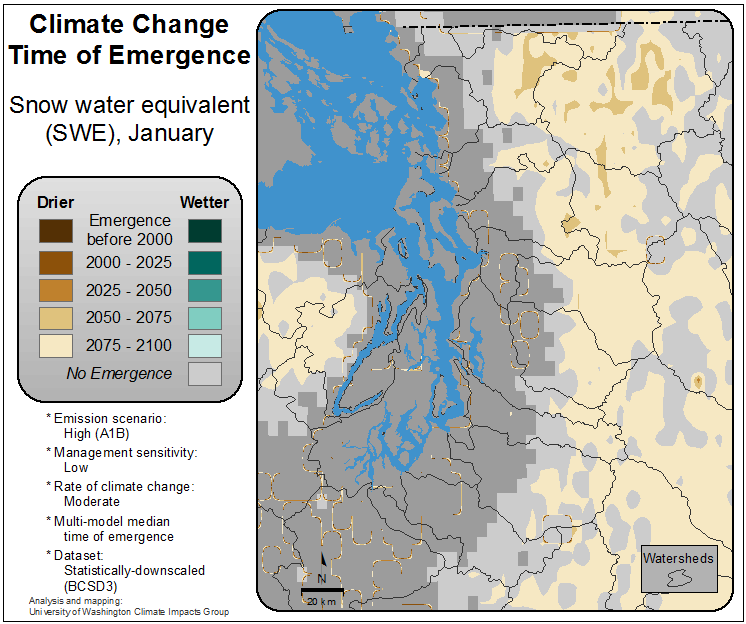 Climate Change
Time of Emergence
Snow water equivalent
(SWE), January
Drier Wetter
Emergence
before 2000
2000 - 2025
2025 - 2050
2050 - 2075
2075 - 2100
No Emergence
* Emission scenario:
High (A1B)
* Management sensitivity:
Low
* Rate of climate change:
Moderate
* Multi-model median
time of emergence
* Dataset:
Statistically-downscaled
(BCSD3)
Analysis and mapping:
University of Washington Climate Impacts Group
N
20 km
Watersheds